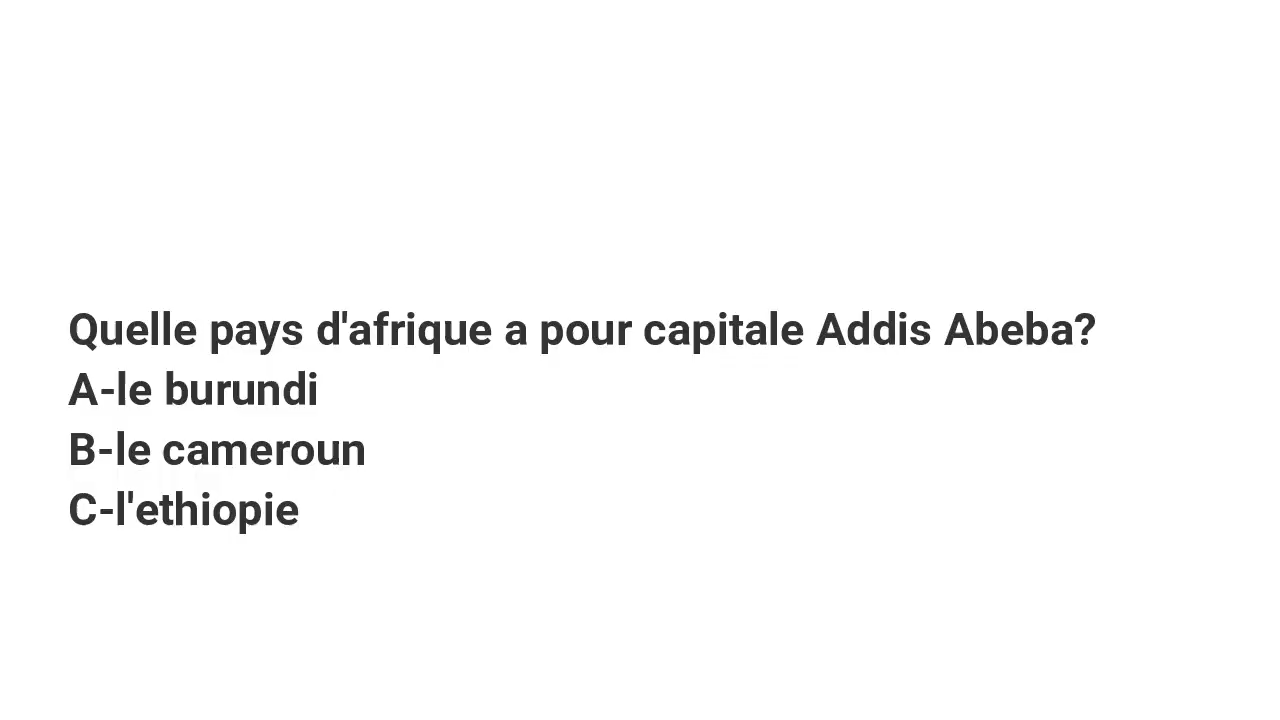 Quelle pays d'afrique a pour capitale Addis Abeba?
A-le burundi
B-le cameroun
C-l'ethiopie